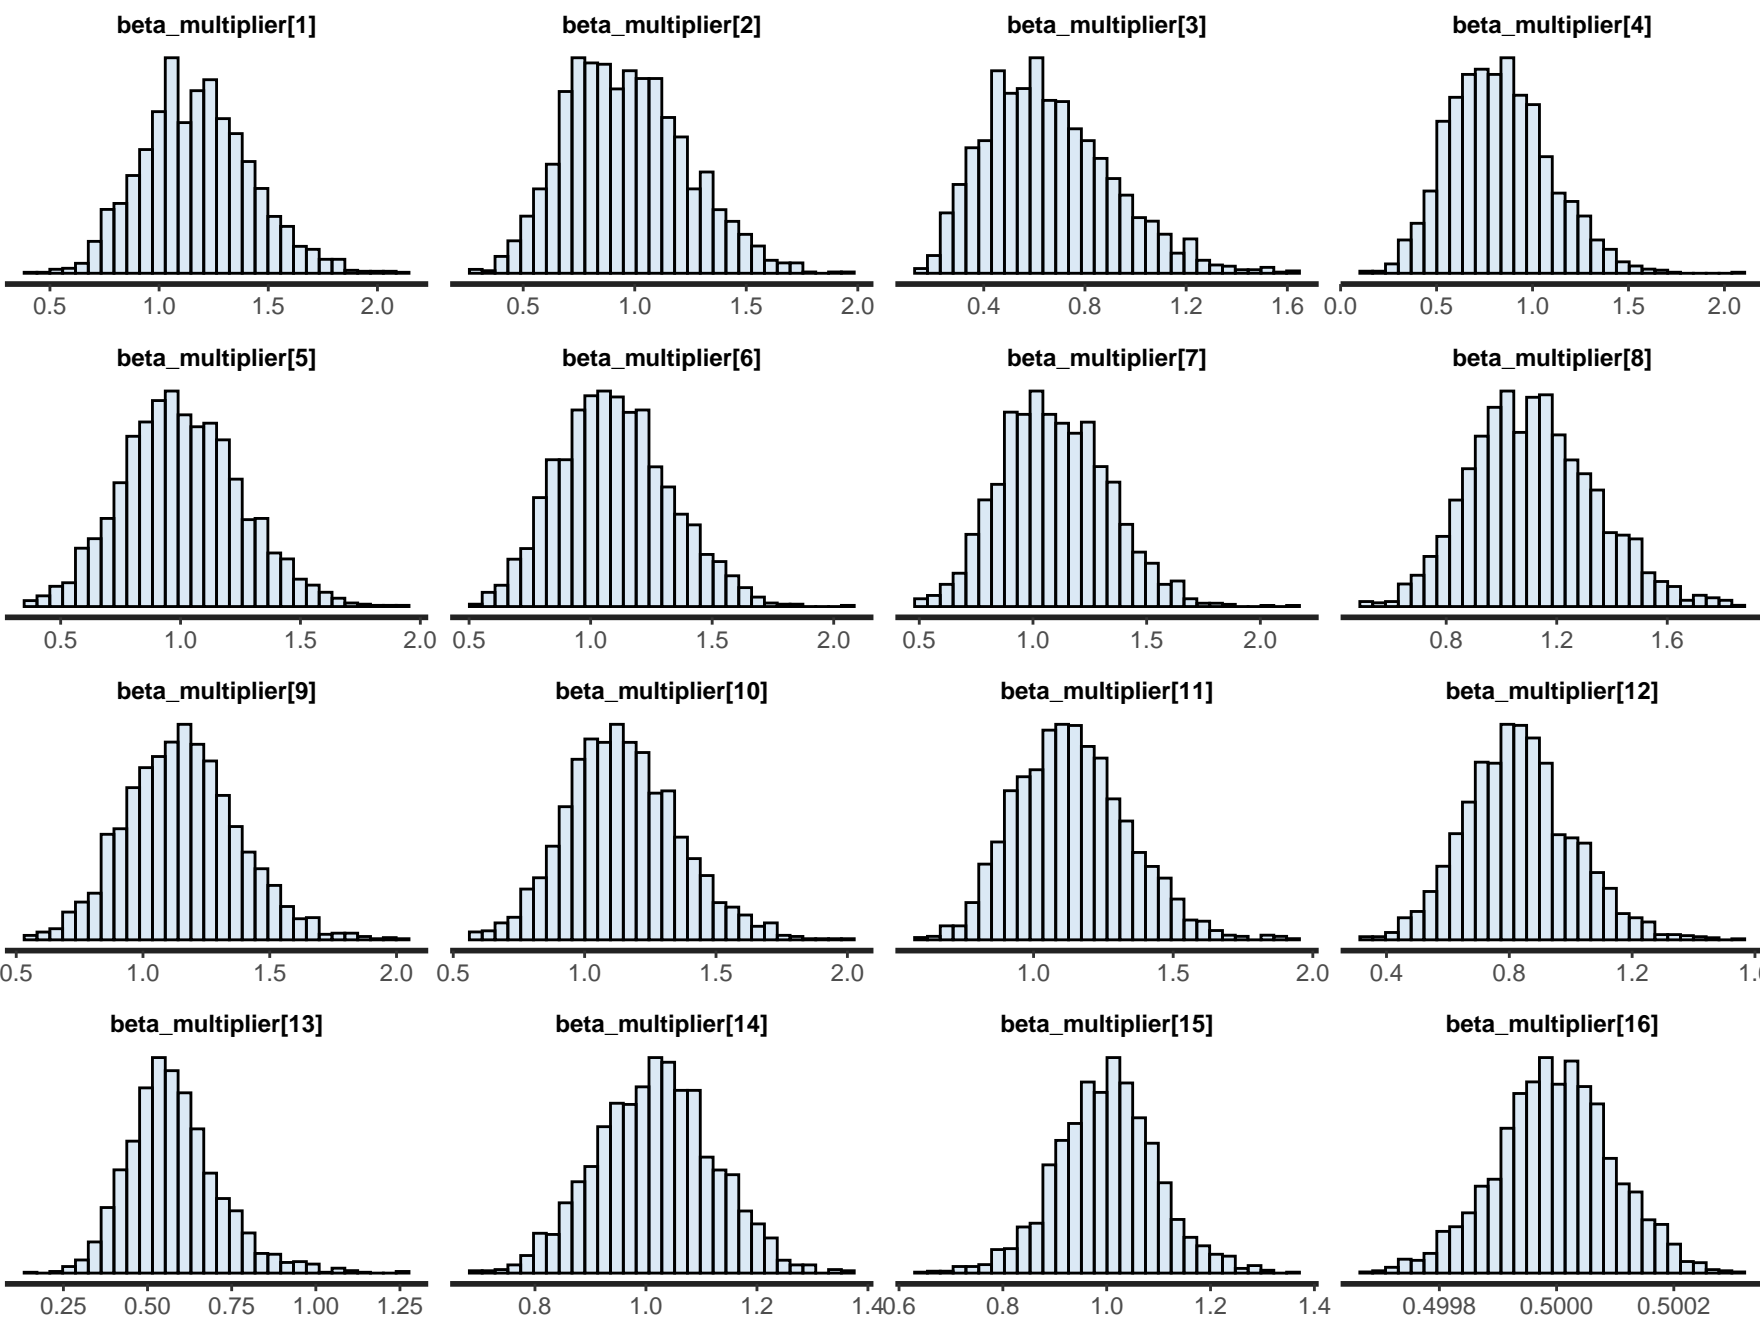 beta_multiplier[1] beta_multiplier[2] beta_multiplier[3] beta_multiplier[4]
0.5 1.0 1.5 2.0 0.5 1.0 1.5 2.0 0.4 0.8 1.2 1.6 0.0 0.5 1.0 1.5 2.0
beta_multiplier[5] beta_multiplier[6] beta_multiplier[7] beta_multiplier[8]
0.5 1.0 1.5 2.0 0.5 1.0 1.5 2.0 0.5 1.0 1.5 2.0 0.8 1.2 1.6
beta_multiplier[9] beta_multiplier[10] beta_multiplier[11] beta_multiplier[12]
0.5 1.0 1.5 2.0 0.5 1.0 1.5 2.0 1.0 1.5 2.0 0.4 0.8 1.2
beta_multiplier[13] beta_multiplier[14] beta_multiplier[15] beta_multiplier[16]
0.25 0.50 0.75 1.00 1.25 0.8 1.0 1.2 1.4 0.6 0.8 1.0 1.2 1.4 0.4998 0.5000 0.5002